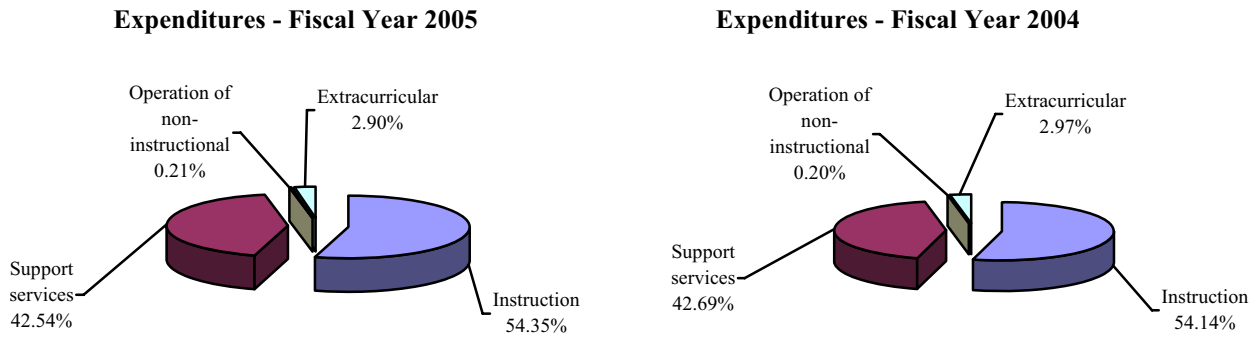 Expenditures - Fiscal Year 2005
Operation of
non-
instructional
0.21%
Extracurricular
2.90%
Support
services
42.54%
Instruction
54.35%
Expenditures - Fiscal Year 2004
Operation of
non-
instructional
0.20%
Extracurricular
2.97%
Support
services
42.69%
Instruction
54.14%